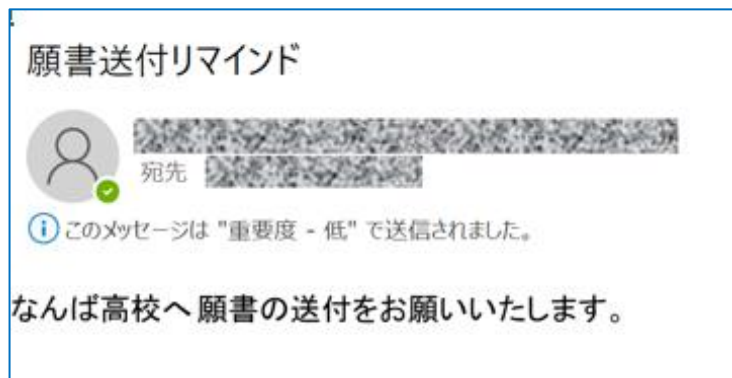 願書送付リマインド
宛先
このメッセージは "重要度 - 低" で送信されました。
なんば高校へ 願書の送付をお願いいたします。